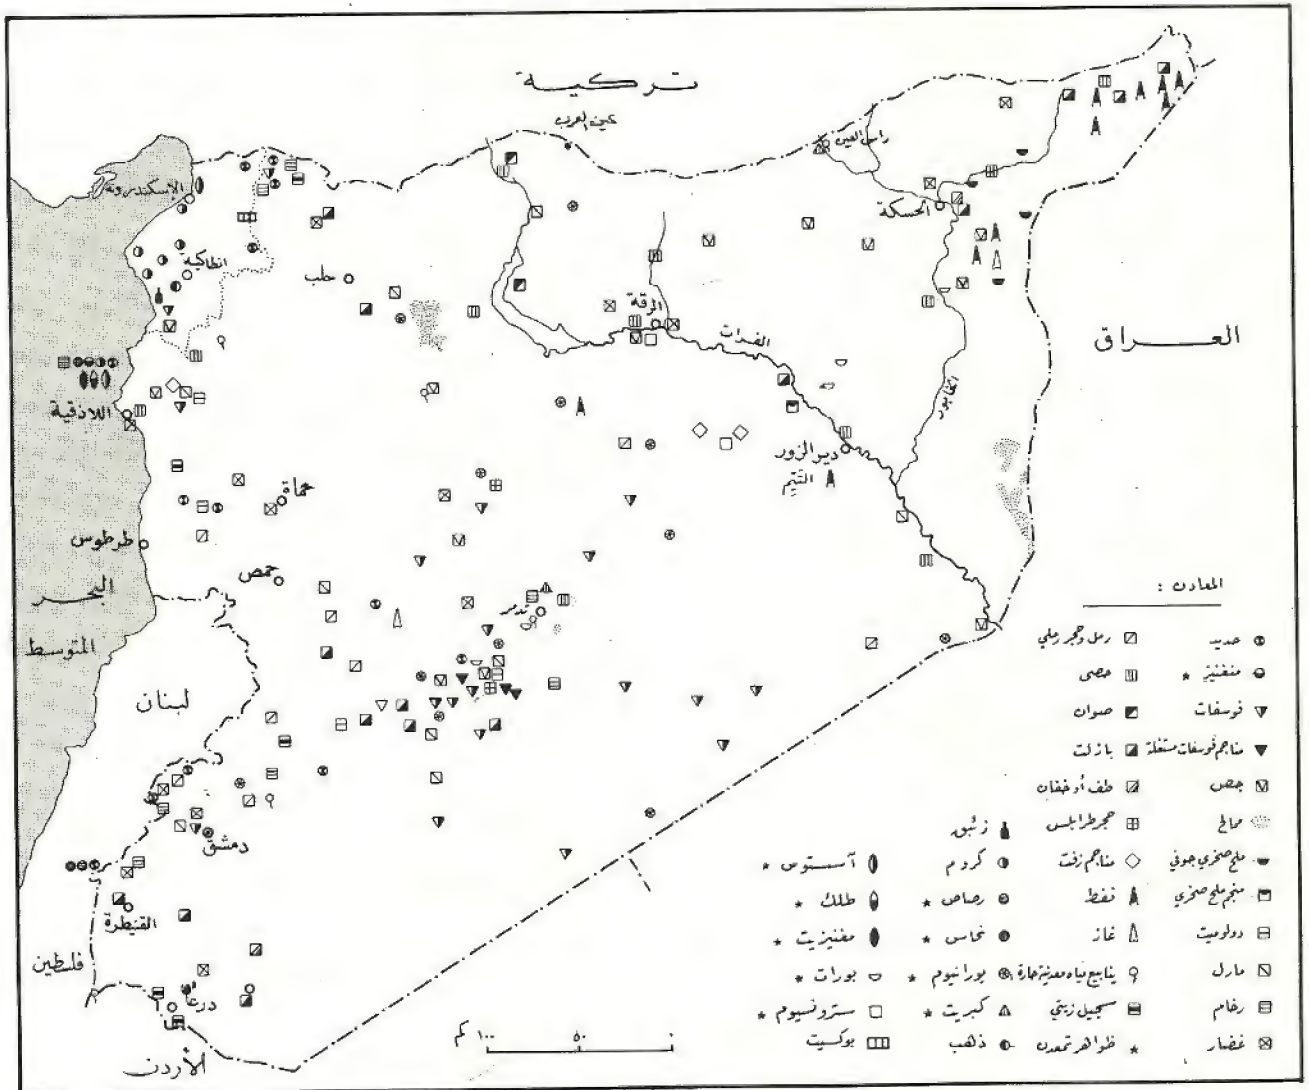 تركية
عين العرب
راس العين
الاسكندرونة
الحسكة
انطاكية
حلب
الرقة
الفرات
العراق
الخابور
اللاذقية
دير الزور
التيّم
حماة
طرطوس
حمص
البحر
المتوسط
تدمر
لبنان
دمشق
القنيطرة
فلسطين
درعا
الأردن
كم ١٠٠ ٥٠ ٠
المعادن :
حديد
منغنيز *
فوسفات
مناجم فوسفات مستغلة
جص
ممالح
ملح صخري جوفي
منجم ملح صخري
دولوميت
مارل
رخام
غضار
رمل وحجر رملي
حصى
صوان
بازلت
طف أو خفان
حجر طرابلس
مناجم زفت
نفط
غاز
ينابيع مياه معدنية حارة
سجيل زيتي
* ظواهر تمعدن
زئبق
كروم
رصاص *
نحاس *
يورانيوم *
كبريت *
ذهب
آسبستوس *
طلك *
مغنيزيت *
بورات *
سترونسيوم *
بوكسيت